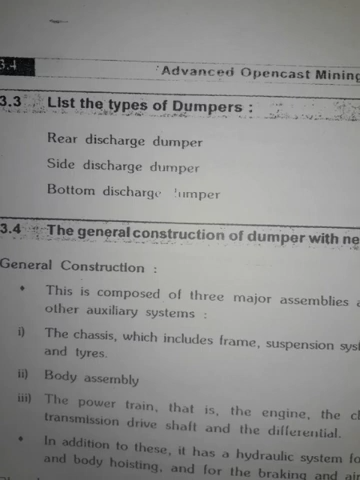 3.4
Advanced Opencast Mining
3.3 List the types of Dumpers :
Rear discharge dumper
Side discharge dumper
Bottom discharge dumper
3.4 The general construction of dumper with
General Construction :
• This is composed of three major assemblies
other auxiliary systems :
i) The chassis, which includes frame, suspension
and tyres.
ii) Body assembly
iii) The power train, that is, the engine, the
transmission drive shaft and the differential.
• In addition to these, it has a hydraulic system
and body hoisting, and for the braking and